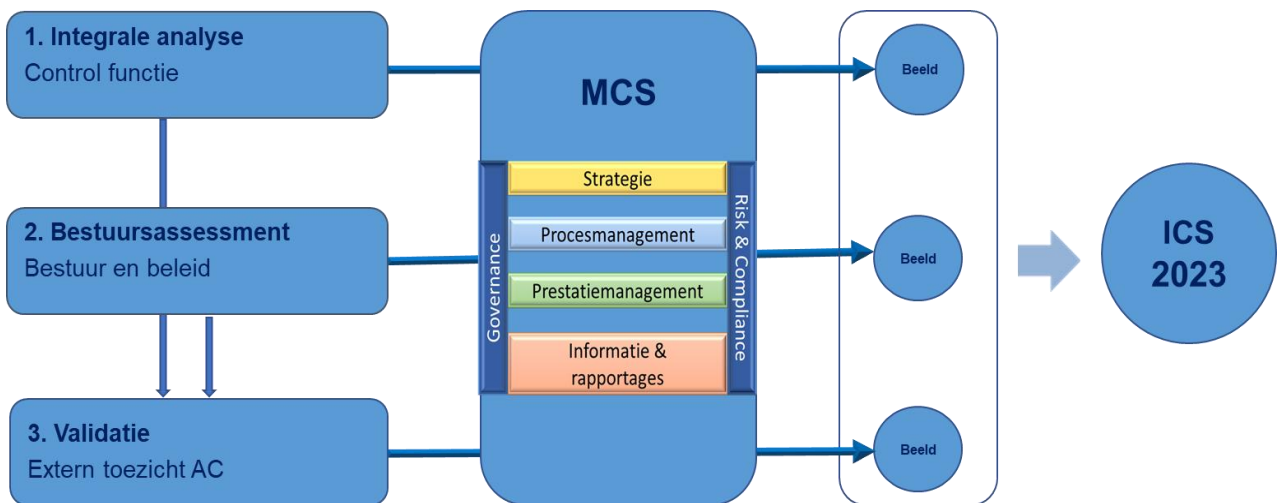 1. Integrale analyse
Control functie
2. Bestuursassessment
Bestuur en beleid
3. Validatie
Extern toezicht AC
MCS
Governance
Strategie
Procesmanagement
Prestatiemanagement
Informatie &
rapportages
Risk & Compliance
Beeld
Beeld
Beeld
ICS
2023